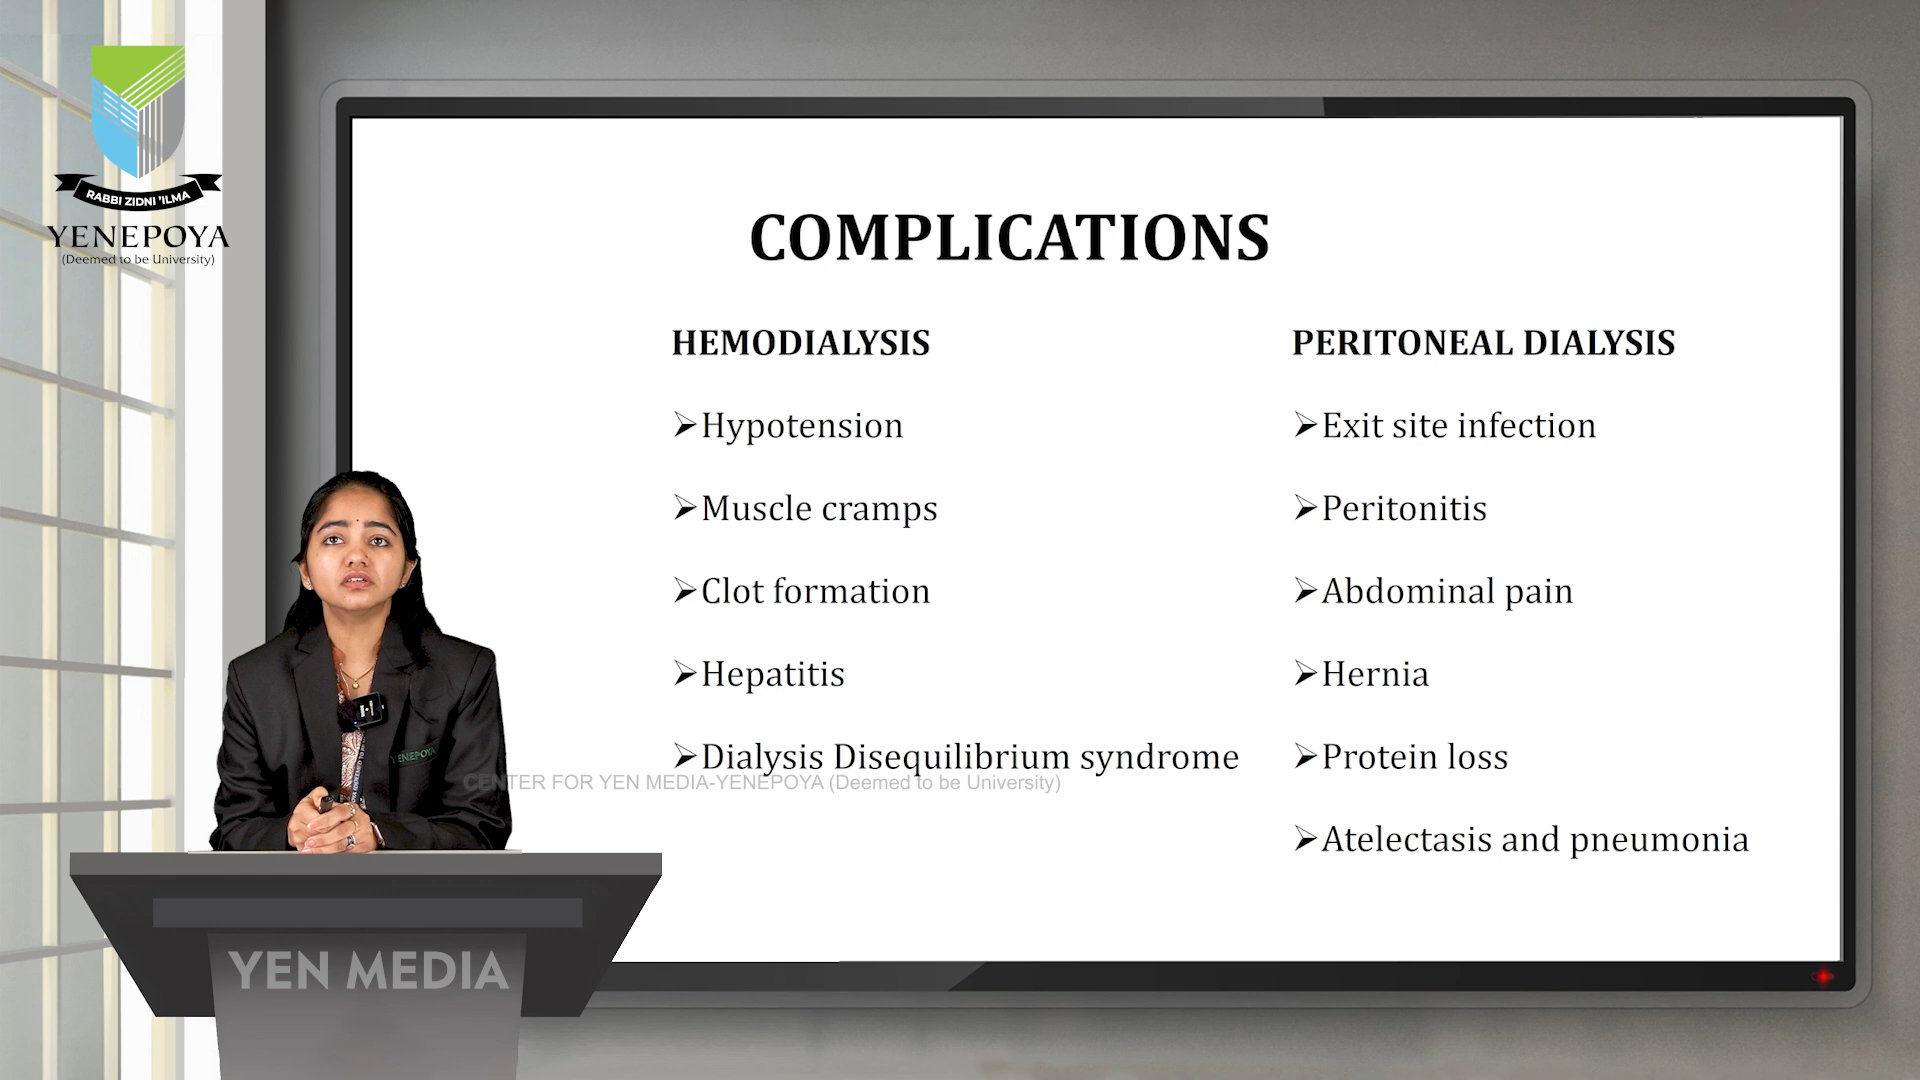 RABBI ZIDNI 'ILMA
YENEPOYA
(Deemed to be University)
COMPLICATIONS
HEMODIALYSIS
➢Hypotension
➢Muscle cramps
➢Clot formation
➢Hepatitis
➢Dialysis Disequilibrium syndrome
PERITONEAL DIALYSIS
➢Exit site infection
➢Peritonitis
➢Abdominal pain
➢Hernia
➢Protein loss
➢Atelectasis and pneumonia
CENTER FOR YEN MEDIA-YENEPOYA (Deemed to be University)
YENEPOYA
YEN MEDIA